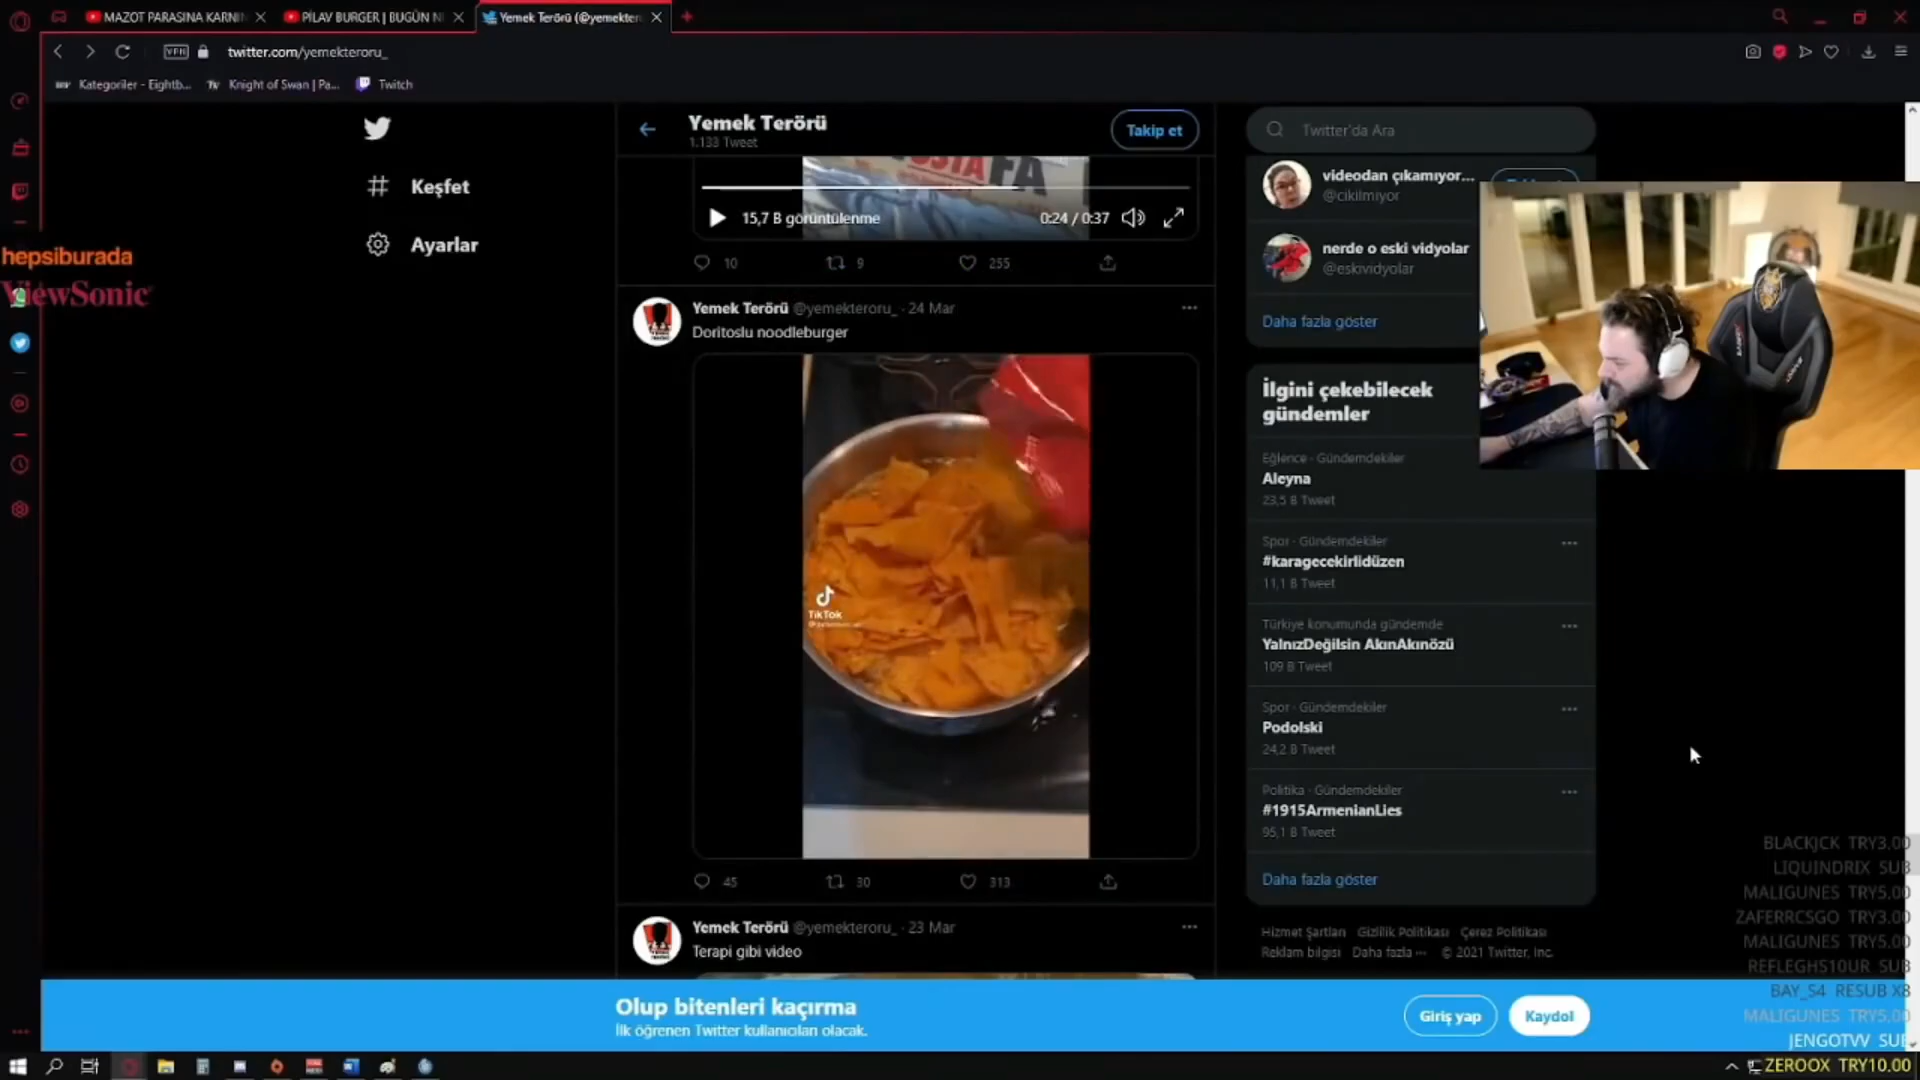 MAZOT PARASINA KARNI
PİLAV BURGER | BUGÜN N
Yemek Terörü (@yemekter
VPN
twitter.com/yemekteroru_
Kategoriler - Eightb...
Knight of Swan | Pa...
Twitch
Keşfet
Ayarlar
hepsiburada
ViewSonic
Yemek Terörü
1.133 Tweet
Takip et
15,7 B görüntülenme
0:24 / 0:37
10
9
255
Yemek Terörü @yemekteroru_ · 24 Mar
Doritoslu noodleburger
TikTok
45
30
313
Yemek Terörü @yemekteroru_ · 23 Mar
Terapi gibi video
Twitter'da Ara
videodan çıkamıyor...
@cikilmiyor
nerde o eski vidyolar
@eskividyolar
Daha fazla göster
İlgini çekebilecek
gündemler
Eğlence · Gündemdekiler
Aleyna
23,5 B Tweet
Spor · Gündemdekiler
#karagecekirlidüzen
11,1 B Tweet
Türkiye konumunda gündemde
YalnızDeğilsin AkınAkınözü
109 B Tweet
Spor · Gündemdekiler
Podolski
24,2 B Tweet
Politika · Gündemdekiler
#1915ArmenianLies
95,1 B Tweet
Daha fazla göster
Hizmet Şartları Gizlilik Politikası Çerez Politikası
Reklam bilgisi Daha fazla ··· © 2021 Twitter, Inc.
BLACKJCK TRY3.00
LIQUINDRIX SUB
MALIGUNES TRY5.00
ZAFERRCSGO TRY3.00
MALIGUNES TRY5.00
REFLEGHS10UR SUB
BAY_S4 RESUB X8
MALIGUNES TRY5.00
JENGOTVV SUB
ZEROOX TRY10.00
Olup bitenleri kaçırma
İlk öğrenen Twitter kullanıcıları olacak.
Giriş yap
Kaydol